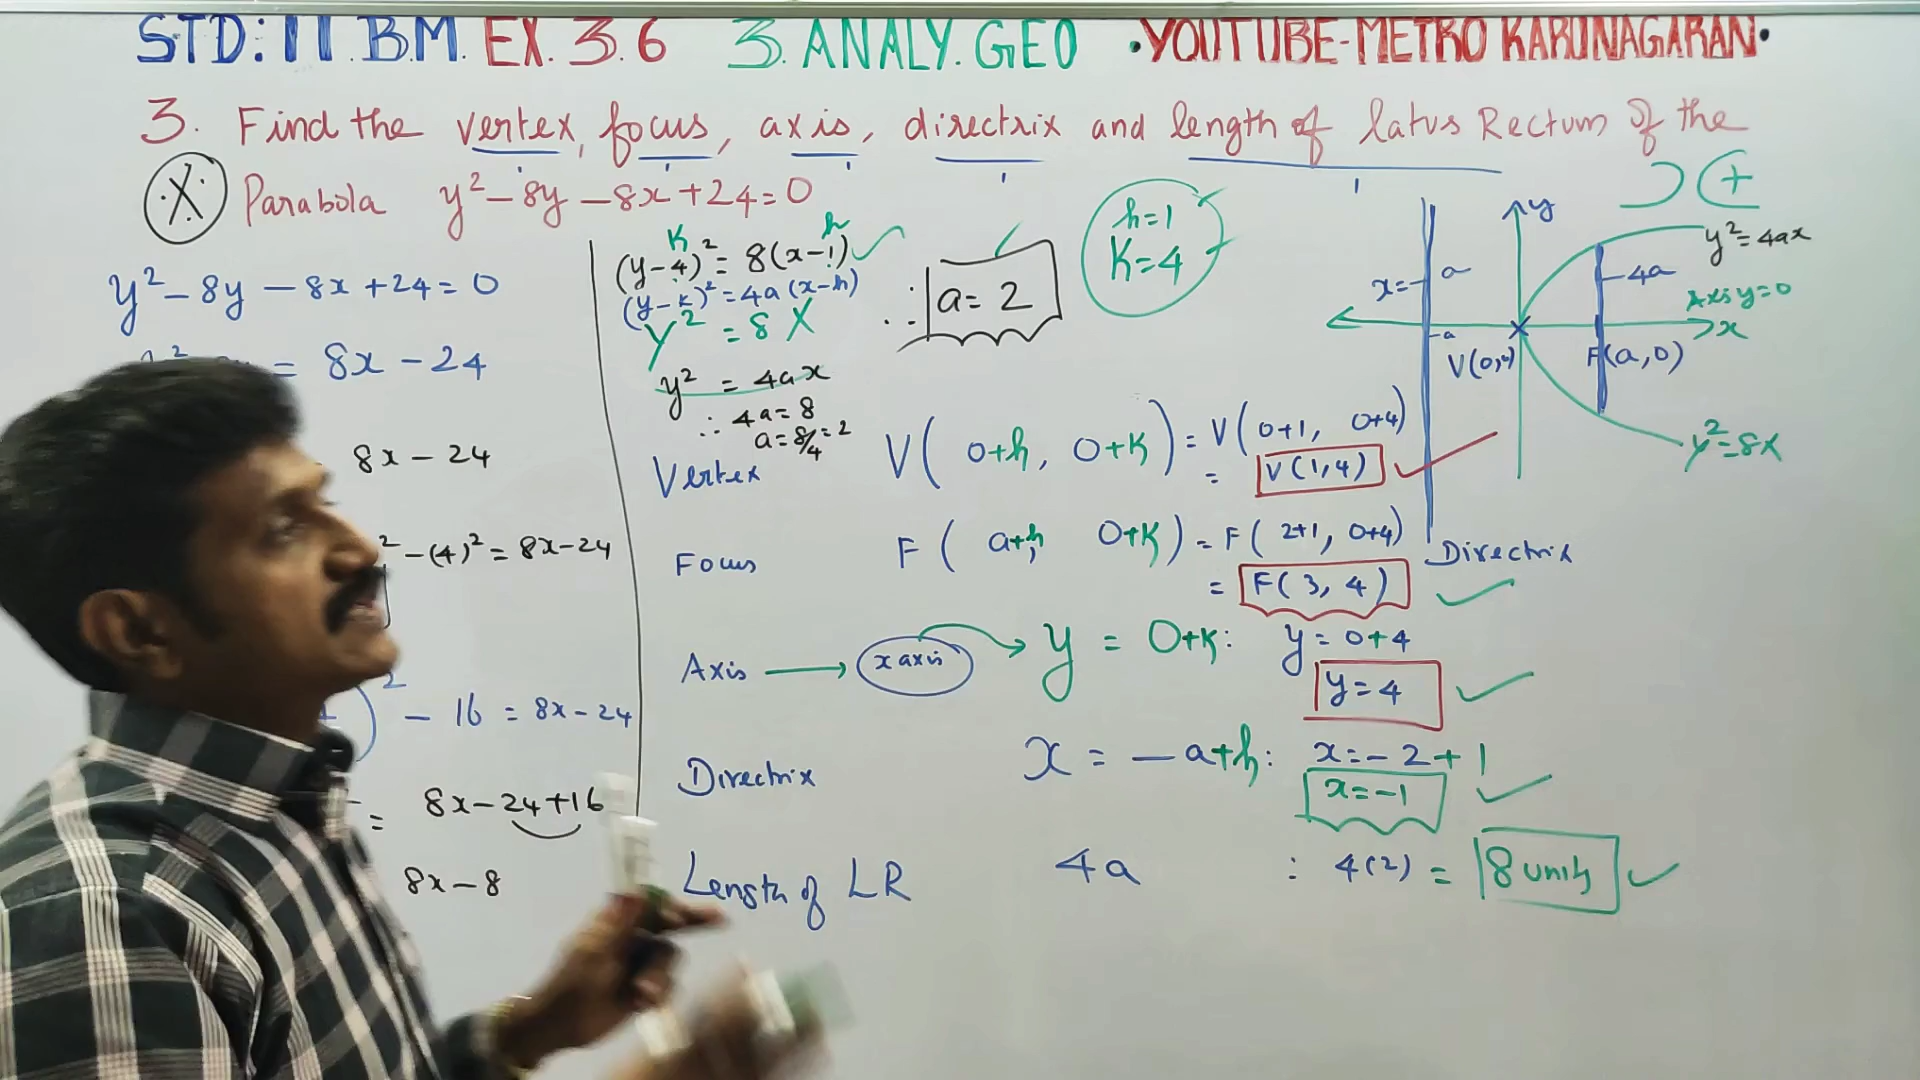 STD: 11 B.M. EX. 3.6 3. ANALY. GEO •YOUTUBE-METRO KARUNAGARAN•
3. Find the vertex, focus, axis, directrix and length of latus Rectum of the
Parabola y² - 8y - 8x + 24 = 0
y² - 8y - 8x + 24 = 0
= 8x - 24
8x - 24
² - (4)² = 8x - 24
)² - 16 = 8x - 24
= 8x - 24 + 16
8x - 8
K h
(y - 4)² = 8(x - 1)
(y - k)² = 4a(x - h)
Y² = 8X
y² = 4ax
∴ 4a = 8
a = 8/4 = 2
∴ a = 2
h = 1
K = 4
Vertex V(0+h, 0+K) = V(0+1, 0+4)
= V(1, 4)
Focus F(a+h, 0+K) = F(2+1, 0+4)
= F(3, 4)
Axis → x axis → y = 0+K: y = 0+4
y = 4
Directrix x = -a+h: x = -2+1
x = -1
Length of LR 4a : 4(2) = 8 units
+
y
y² = 4ax
x = - a
4a
Axis y = 0
x
-a
V(0,0)
F(a, 0)
Y² = 8X
Directrix